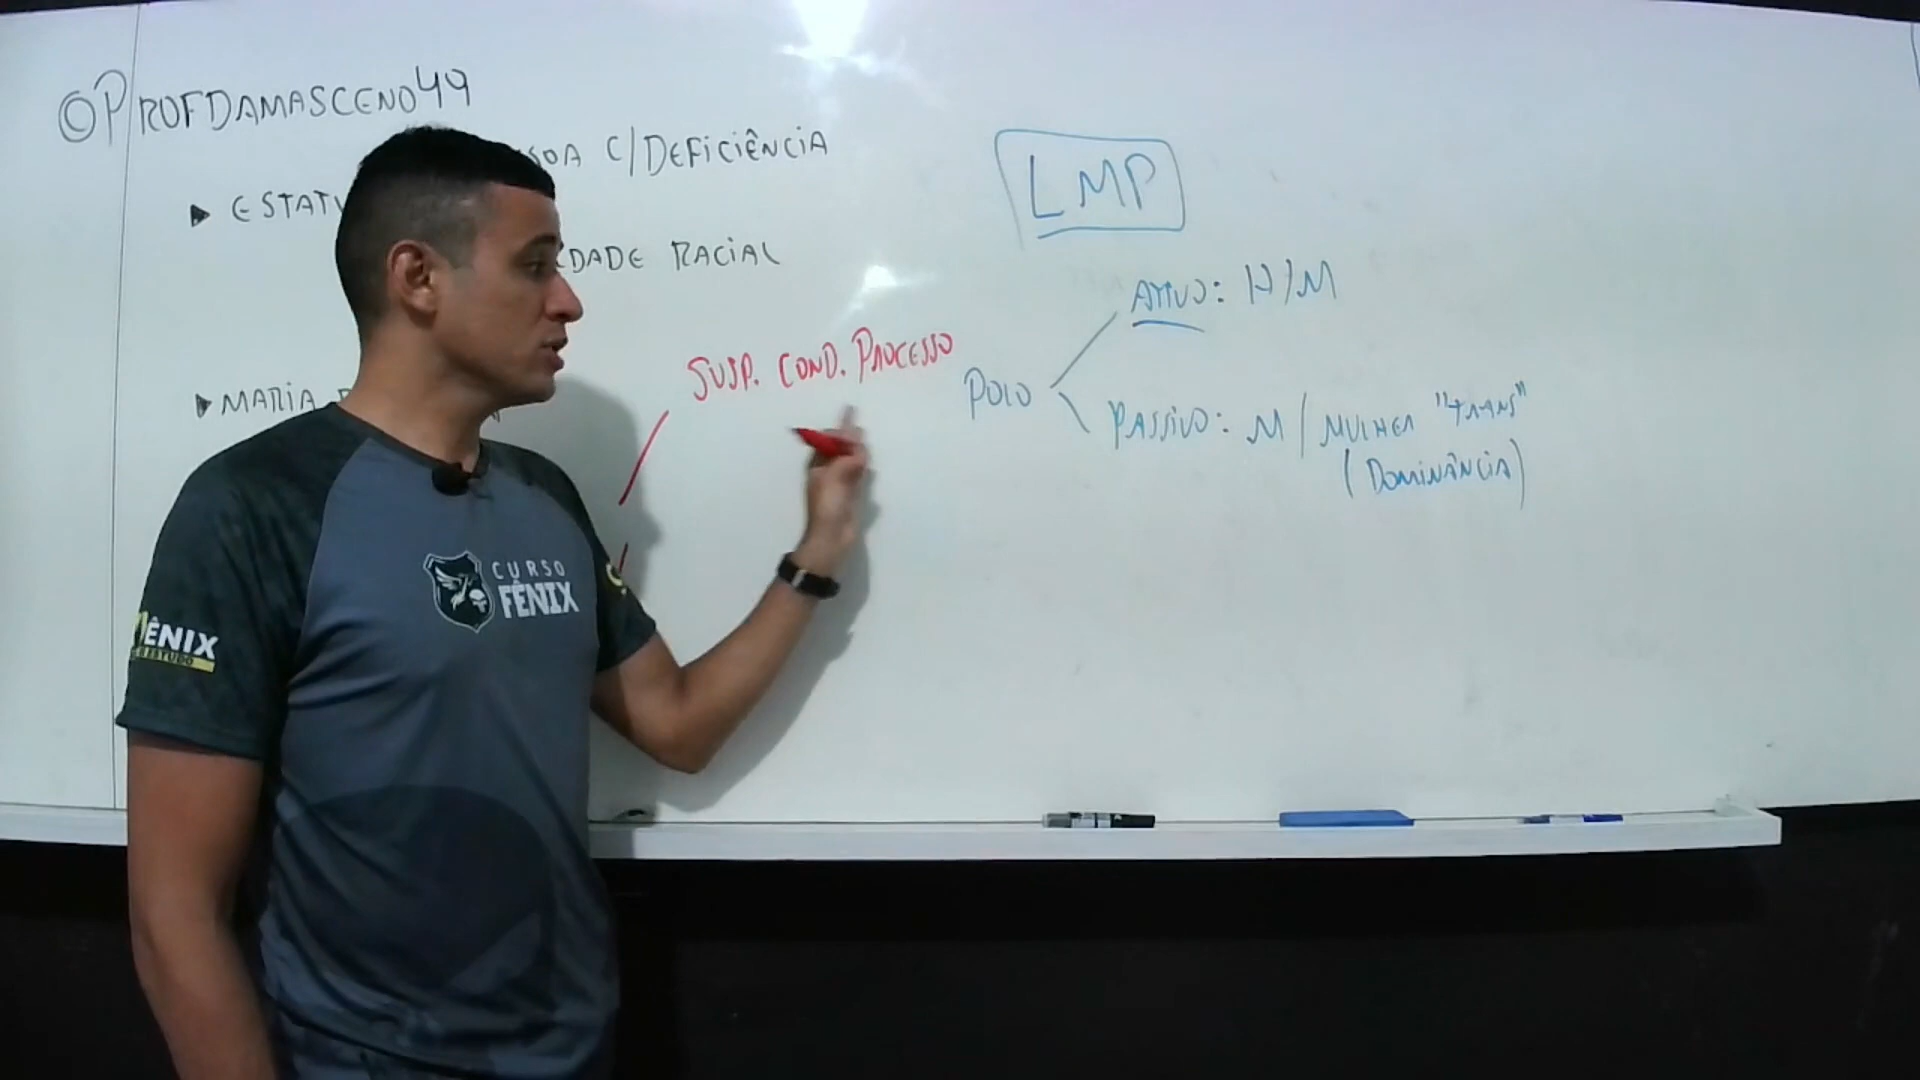 @PROFDAMASCENO49
SOA C/DEFICIÊNCIA
▶ ESTATU
DADE RACIAL
▶ MARIA P
SUSP. COND. PROCESSO
LMP
POLO
ATIVO: H/M
PASSIVO: M / MULHER "TRANS"
(DOMINÂNCIA)
CURSO
FÊNIX
FÊNIX
ESTUDO